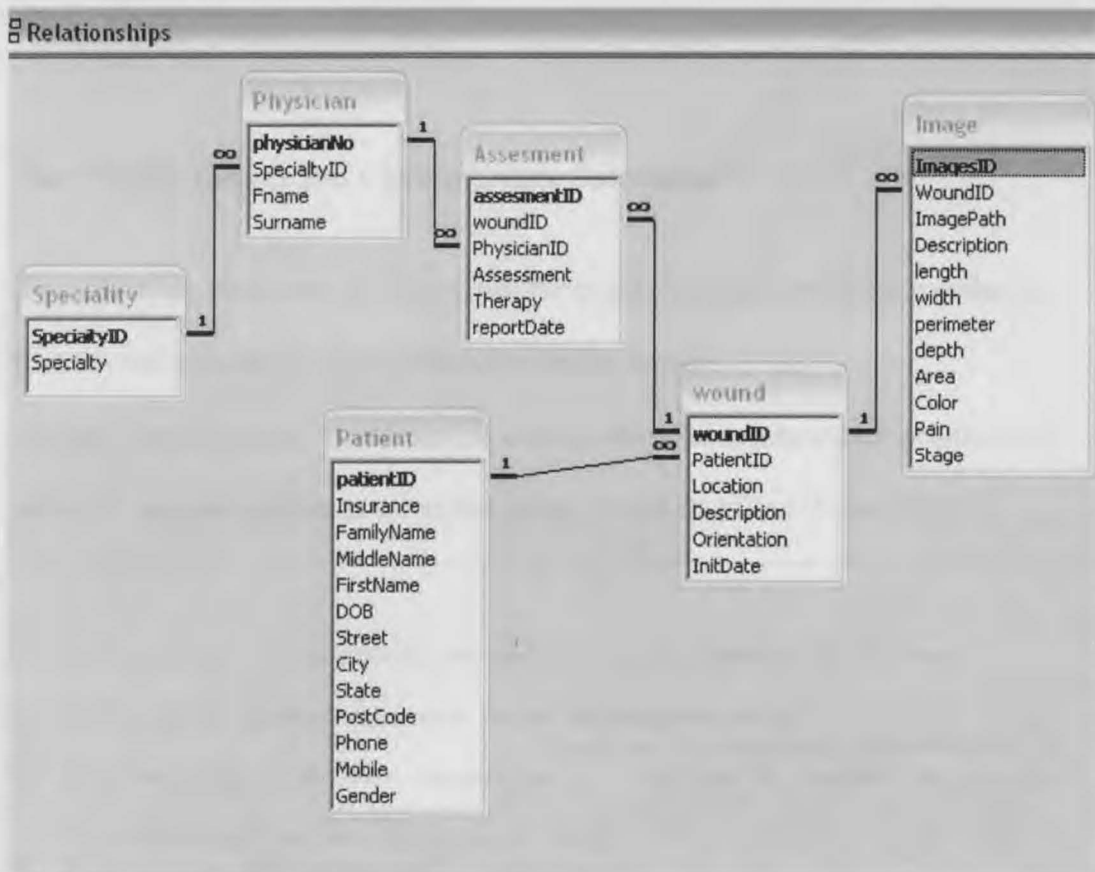 Relationships
Physician
physicianNo
SpecialtyID
Fname
Surname
1
∞
Assesment
assesmentID
woundID
PhysicianID
Assessment
Therapy
reportDate
∞
∞
Image
ImagesID
WoundID
ImagePath
Description
length
width
perimeter
depth
Area
Color
Pain
Stage
∞
Speciality
SpecialtyID
Specialty
1
Patient
patientID
Insurance
FamilyName
MiddleName
FirstName
DOB
Street
City
State
PostCode
Phone
Mobile
Gender
1
wound
woundID
PatientID
Location
Description
Orientation
InitDate
1
∞
1